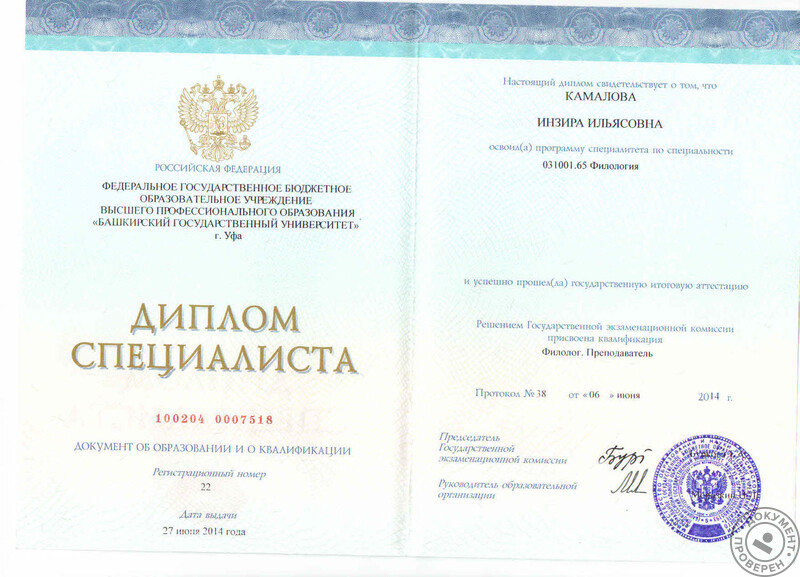 РОССИЙСКАЯ ФЕДЕРАЦИЯ
ФЕДЕРАЛЬНОЕ ГОСУДАРСТВЕННОЕ БЮДЖЕТНОЕ
ОБРАЗОВАТЕЛЬНОЕ УЧРЕЖДЕНИЕ
ВЫСШЕГО ПРОФЕССИОНАЛЬНОГО ОБРАЗОВАНИЯ
«БАШКИРСКИЙ ГОСУДАРСТВЕННЫЙ УНИВЕРСИТЕТ»
г. Уфа
ДИПЛОМ
СПЕЦИАЛИСТА
100204 0007518
ДОКУМЕНТ ОБ ОБРАЗОВАНИИ И О КВАЛИФИКАЦИИ
Регистрационный номер
22
Дата выдачи
27 июня 2014 года
Настоящий диплом свидетельствует о том, что
КАМАЛОВА
ИНЗИРА ИЛЬЯСОВНА
освоил(а) программу специалитета по специальности
031001.65 Филология
и успешно прошел(ла) государственную итоговую аттестацию
Решением Государственной экзаменационной комиссии
присвоена квалификация
Филолог. Преподаватель
Протокол № 38 от «06 » июня 2014 г.
Председатель
Государственной
экзаменационной комиссии
Руководитель образовательной
организации
ДОКУМЕНТ
ПРОВЕРЕН